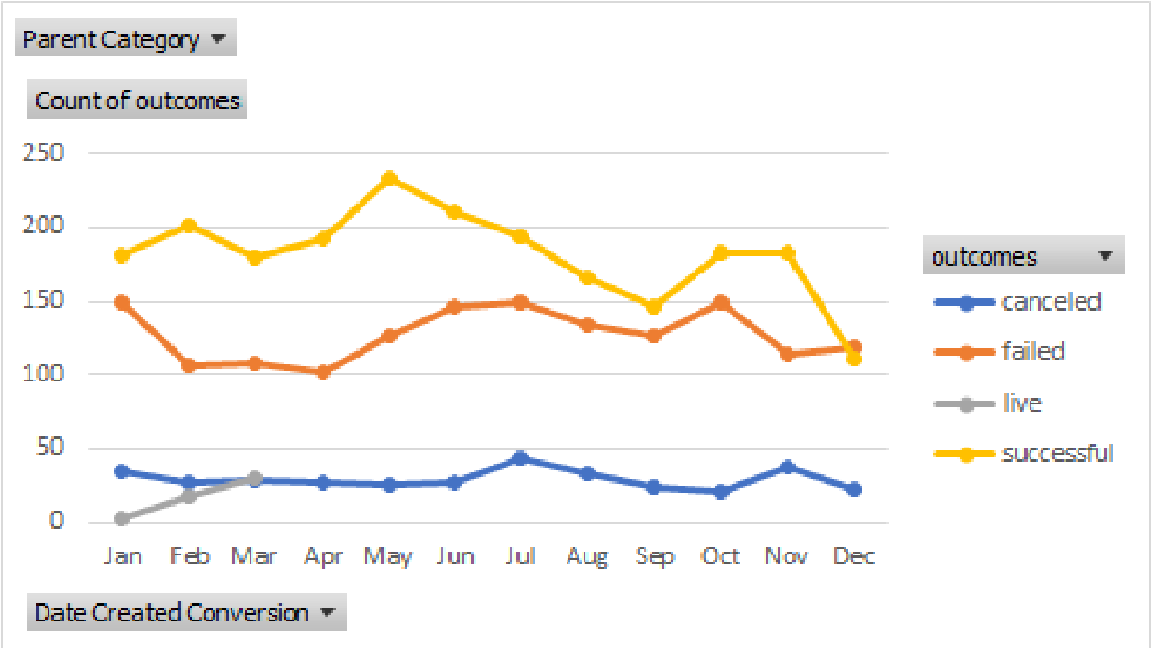 Parent Category
Count of outcomes
250
200
150
100
50
0
Jan Feb Mar Apr May Jun Jul Aug Sep Oct Nov Dec
outcomes
canceled
failed
live
successful
Date Created Conversion